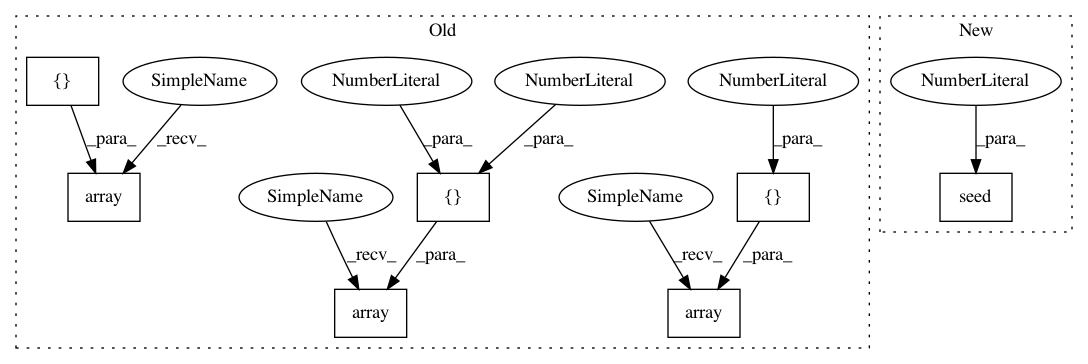 Old
New
{}
SimpleName
NumberLiteral
NumberLiteral
NumberLiteral
NumberLiteral
_para_
_recv_
_para_
_para_
_para_
_para_
array
SimpleName
{}
SimpleName
{}
seed
_recv_
_para_
_recv_
_para_
array
array